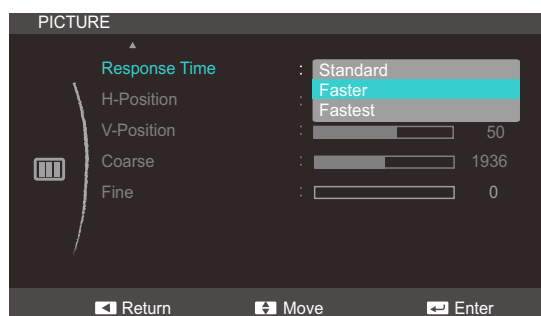 PICTURE
Response Time : Standard
Faster
H-Position :
Fastest
V-Position : 50
Coarse : 1936
Fine : 0
Return Move Enter